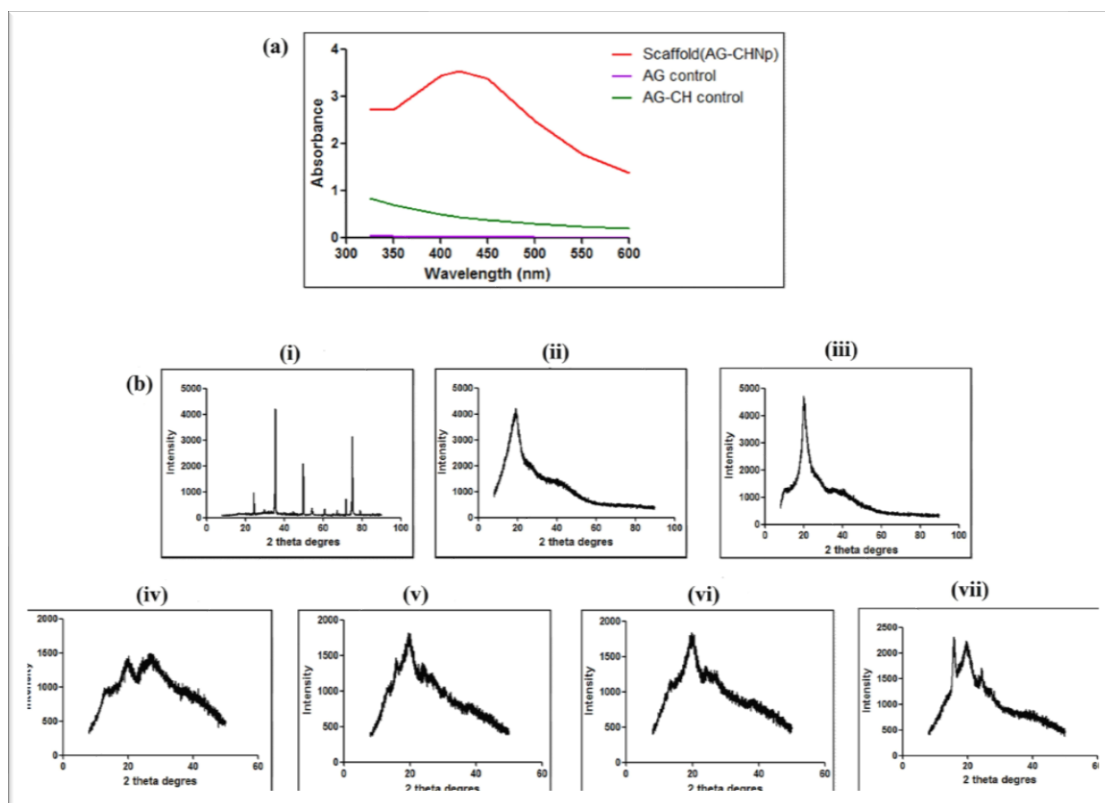 (a)
4
3
2
1
0
Absorbance
300 350 400 450 500 550 600
Wavelength (nm)
Scaffold(AG-CHNp)
AG control
AG-CH control
(b)
(i)
5000
4000
3000
2000
1000
0
Intensity
0 20 40 60 80 100
2 theta degres
(ii)
5000
4000
3000
2000
1000
0
Intensity
0 20 40 60 80 100
2 theta degres
(iii)
5000
4000
3000
2000
1000
0
Intensity
0 20 40 60 80 100
2 theta degres
(iv)
2000
1500
1000
500
0
0 20 40 60
2 theta degres
(v)
2000
1500
1000
500
0
Intensity
0 20 40 60
2 theta degres
(vi)
2000
1500
1000
500
0
Intensity
0 20 40 60
2 theta degres
(vii)
2500
2000
1500
1000
500
0
Intensity
0 20 40 60
2 theta degres